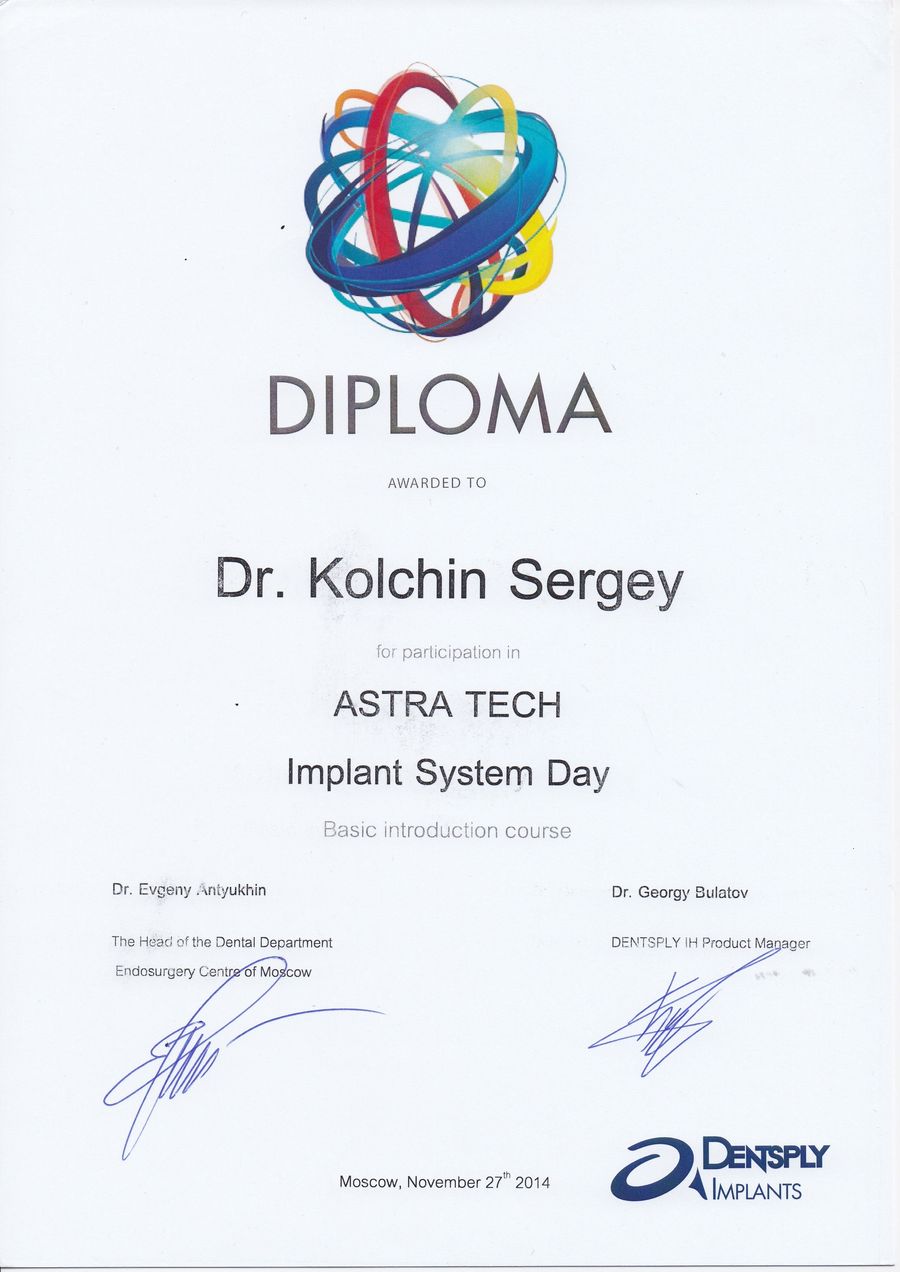 DIPLOMA
AWARDED TO
Dr. Kolchin Sergey
for participation in
ASTRA TECH
Implant System Day
Basic introduction course
Dr. Evgeny Antyukhin
The Head of the Dental Department
Endosurgery Centre of Moscow
Dr. Georgy Bulatov
DENTSPLY IH Product Manager
Moscow, November 27th 2014
DENTSPLY
IMPLANTS